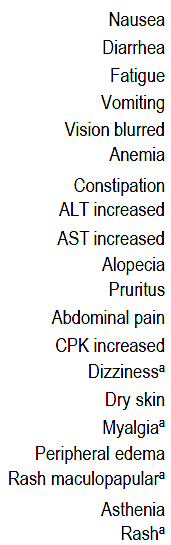 Nausea
Diarrhea
Fatigue
Vomiting
Vision blurred
Anemia
Constipation
ALT increased
AST increased
Alopecia
Pruritus
Abdominal pain
CPK increased
Dizzinessᵃ
Dry skin
Myalgiaᵃ
Peripheral edema
Rash maculopapularᵃ
Asthenia
Rashᵃ